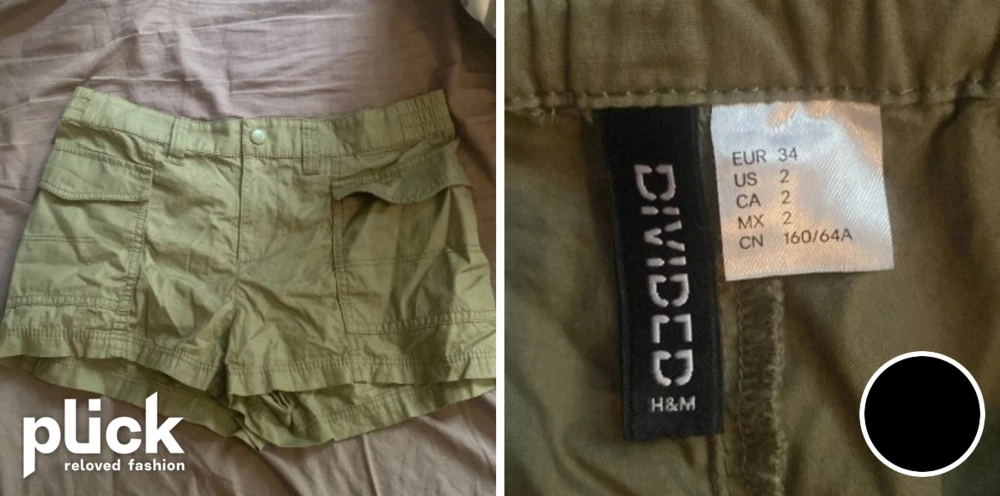 plick
reloved fashion
DIVIDED
H&M
EUR 34
US 2
CA 2
MX 2
CN 160/64A